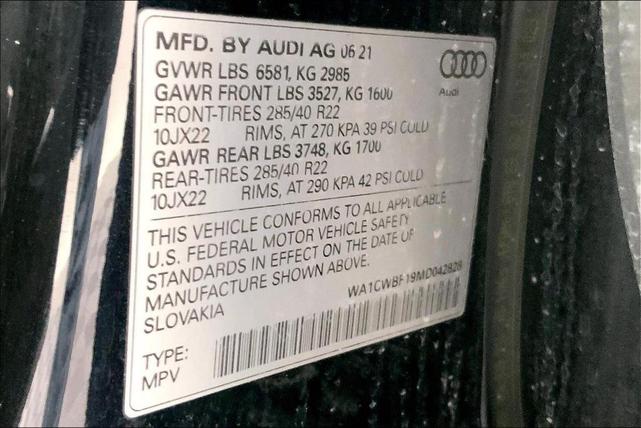 MFD. BY AUDI AG 06 21
GVWR LBS 6581, KG 2985
GAWR FRONT LBS 3527, KG 1600
FRONT-TIRES 285/40 R22
10JX22 RIMS, AT 270 KPA 39 PSI COLD
GAWR REAR LBS 3748, KG 1700
REAR-TIRES 285/40 R22
10JX22 RIMS, AT 290 KPA 42 PSI COLD
Audi
THIS VEHICLE CONFORMS TO ALL APPLICABLE
U.S. FEDERAL MOTOR VEHICLE SAFETY
STANDARDS IN EFFECT ON THE DATE OF
MANUFACTURE SHOWN ABOVE.
SLOVAKIA
WA1CWBF19MD042828
TYPE:
MPV